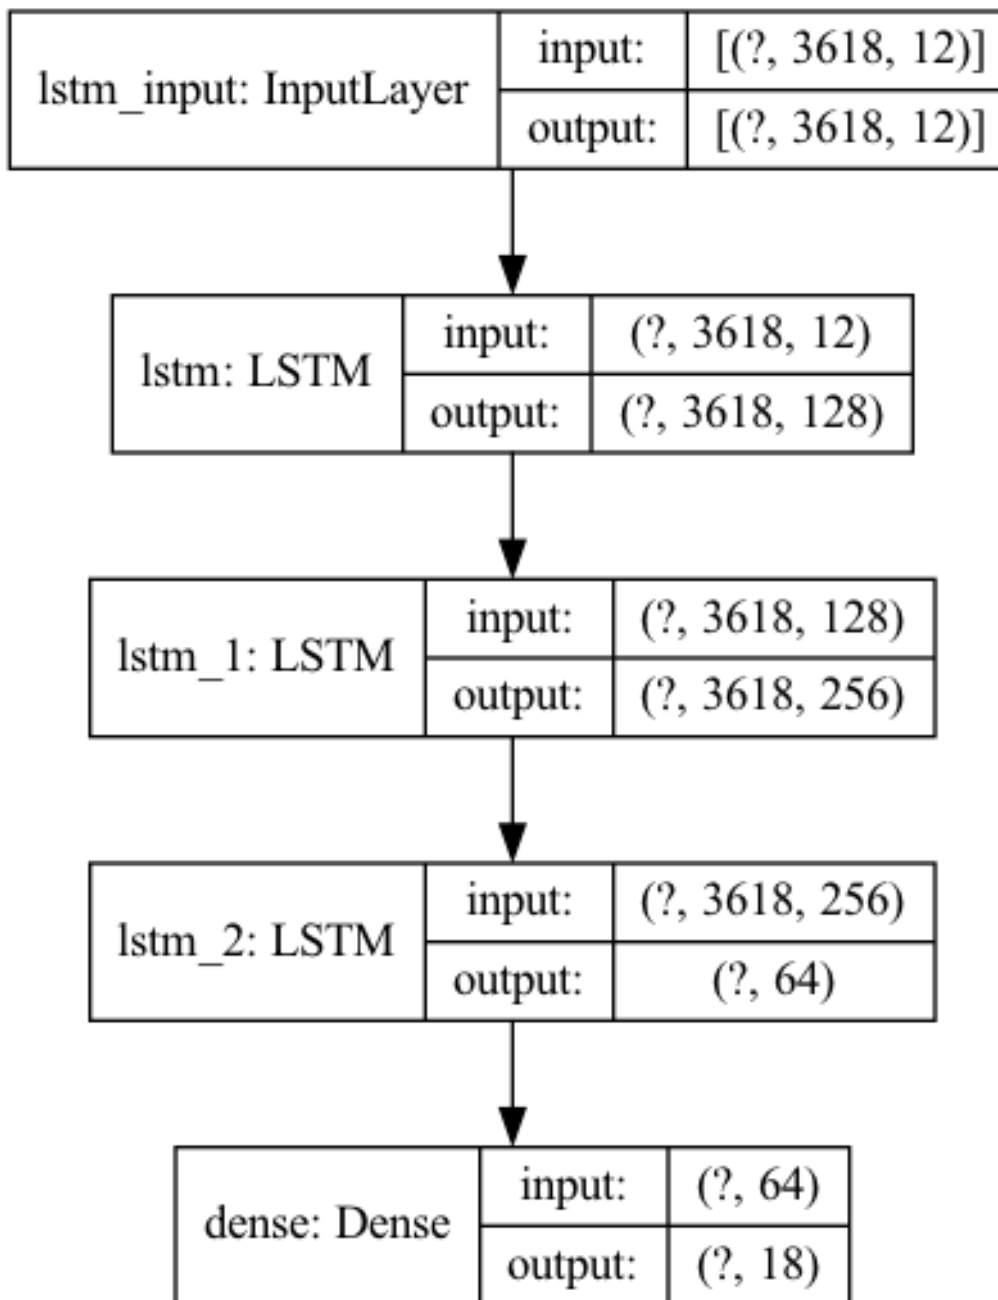 lstm_input: InputLayer
input: [(?, 3618, 12)]
output: [(?, 3618, 12)]
lstm: LSTM
input: (?, 3618, 12)
output: (?, 3618, 128)
lstm_1: LSTM
input: (?, 3618, 128)
output: (?, 3618, 256)
lstm_2: LSTM
input: (?, 3618, 256)
output: (?, 64)
dense: Dense
input: (?, 64)
output: (?, 18)